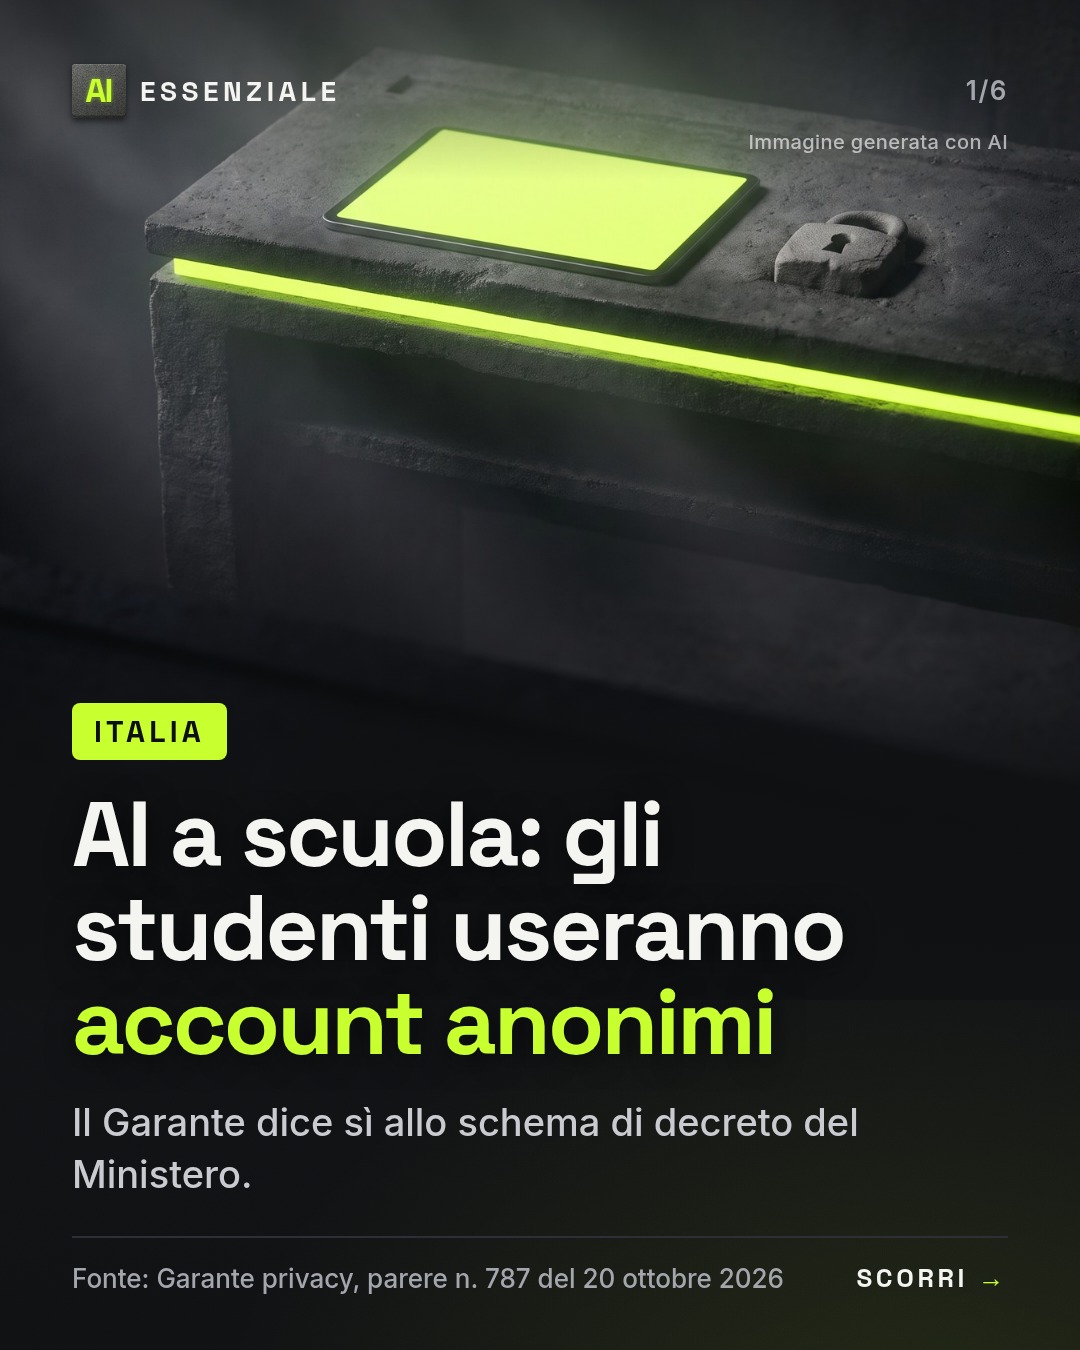 AI ESSENZIALE
1/6
Immagine generata con AI
ITALIA
AI a scuola: gli
studenti useranno
account anonimi
Il Garante dice sì allo schema di decreto del
Ministero.
Fonte: Garante privacy, parere n. 787 del 20 ottobre 2026
SCORRI →